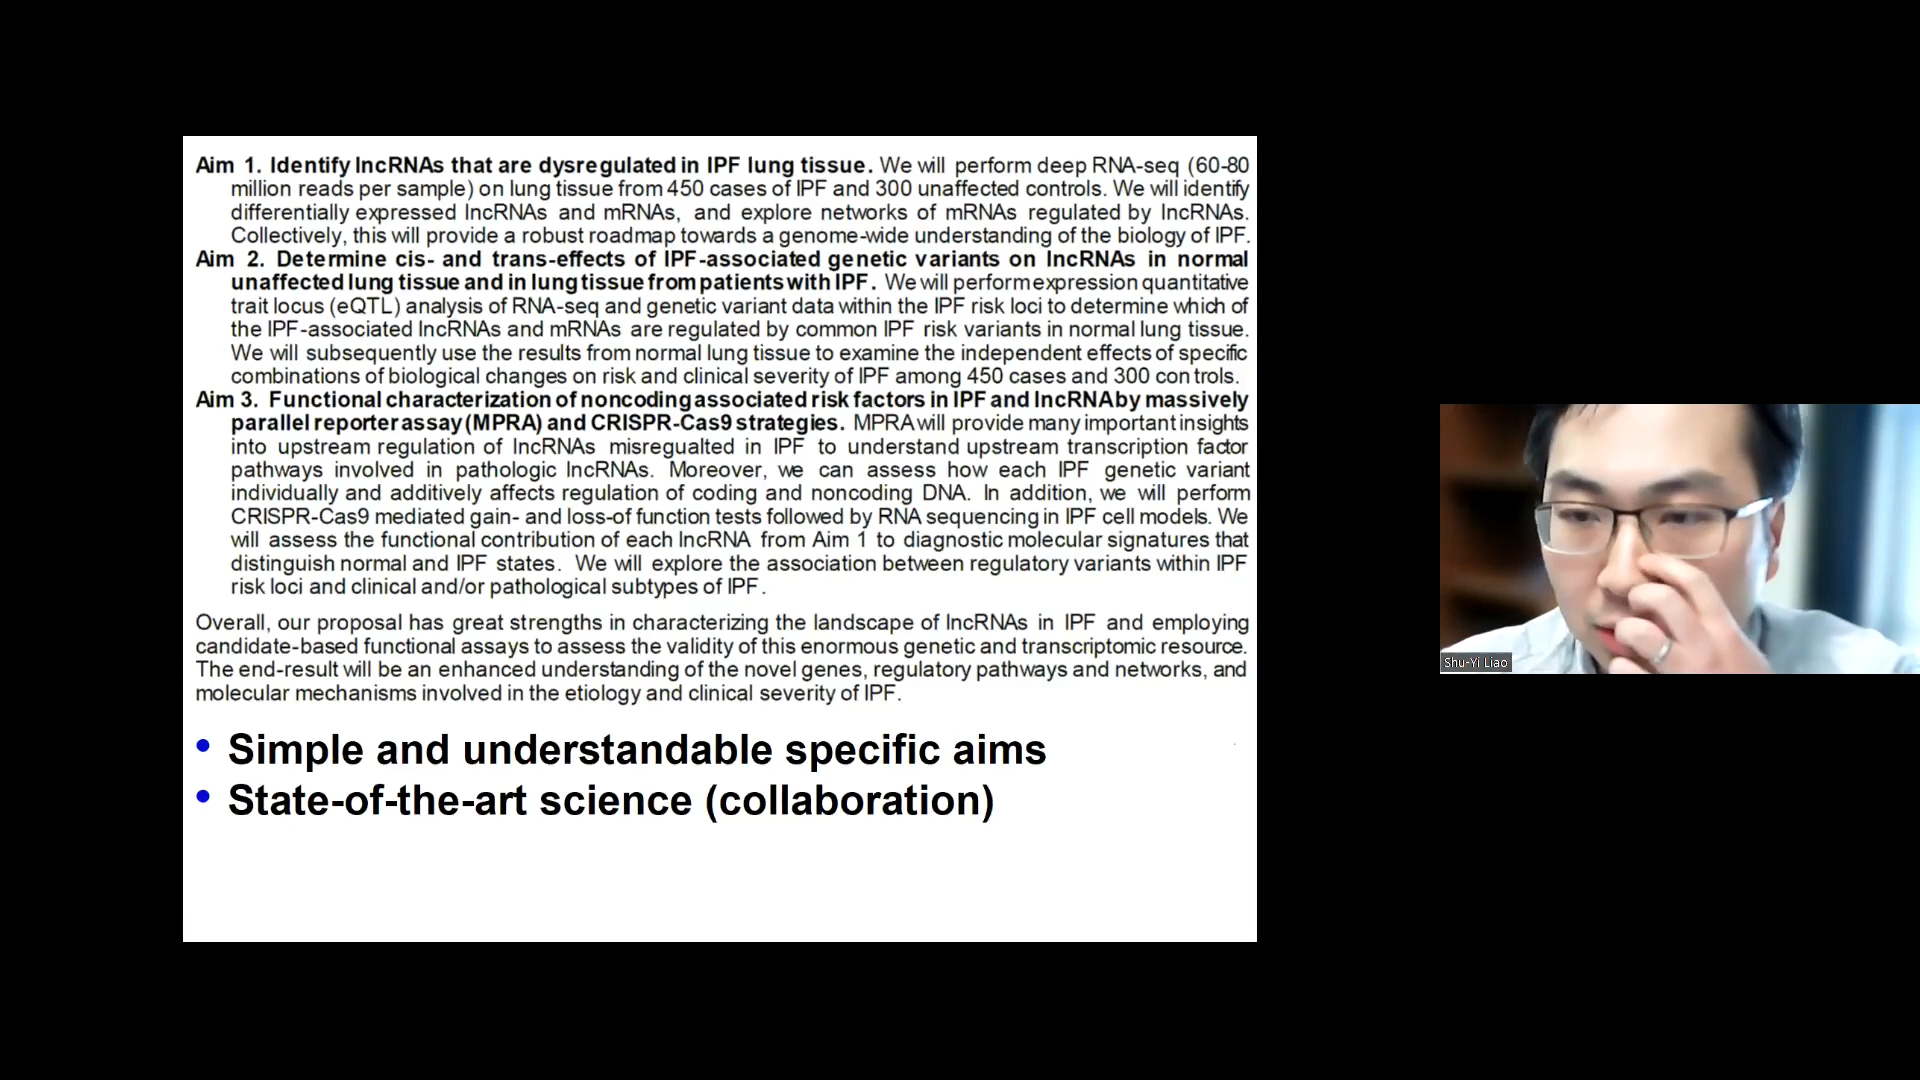 Aim 1. Identify lncRNAs that are dysregulated in IPF lung tissue. We will perform deep RNA-seq (60-80
million reads per sample) on lung tissue from 450 cases of IPF and 300 unaffected controls. We will identify
differentially expressed lncRNAs and mRNAs, and explore networks of mRNAs regulated by lncRNAs.
Collectively, this will provide a robust roadmap towards a genome-wide understanding of the biology of IPF.
Aim 2. Determine cis- and trans-effects of IPF-associated genetic variants on lncRNAs in normal
unaffected lung tissue and in lung tissue from patients with IPF. We will perform expression quantitative
trait locus (eQTL) analysis of RNA-seq and genetic variant data within the IPF risk loci to determine which of
the IPF-associated lncRNAs and mRNAs are regulated by common IPF risk variants in normal lung tissue.
We will subsequently use the results from normal lung tissue to examine the independent effects of specific
combinations of biological changes on risk and clinical severity of IPF among 450 cases and 300 controls.
Aim 3. Functional characterization of noncoding associated risk factors in IPF and lncRNA by massively
parallel reporter assay (MPRA) and CRISPR-Cas9 strategies. MPRA will provide many important insights
into upstream regulation of lncRNAs misregualted in IPF to understand upstream transcription factor
pathways involved in pathologic lncRNAs. Moreover, we can assess how each IPF genetic variant
individually and additively affects regulation of coding and noncoding DNA. In addition, we will perform
CRISPR-Cas9 mediated gain- and loss-of function tests followed by RNA sequencing in IPF cell models. We
will assess the functional contribution of each lncRNA from Aim 1 to diagnostic molecular signatures that
distinguish normal and IPF states. We will explore the association between regulatory variants within IPF
risk loci and clinical and/or pathological subtypes of IPF.
Overall, our proposal has great strengths in characterizing the landscape of lncRNAs in IPF and employing
candidate-based functional assays to assess the validity of this enormous genetic and transcriptomic resource.
The end-result will be an enhanced understanding of the novel genes, regulatory pathways and networks, and
molecular mechanisms involved in the etiology and clinical severity of IPF.
• Simple and understandable specific aims
• State-of-the-art science (collaboration)
Shu-Yi Liao